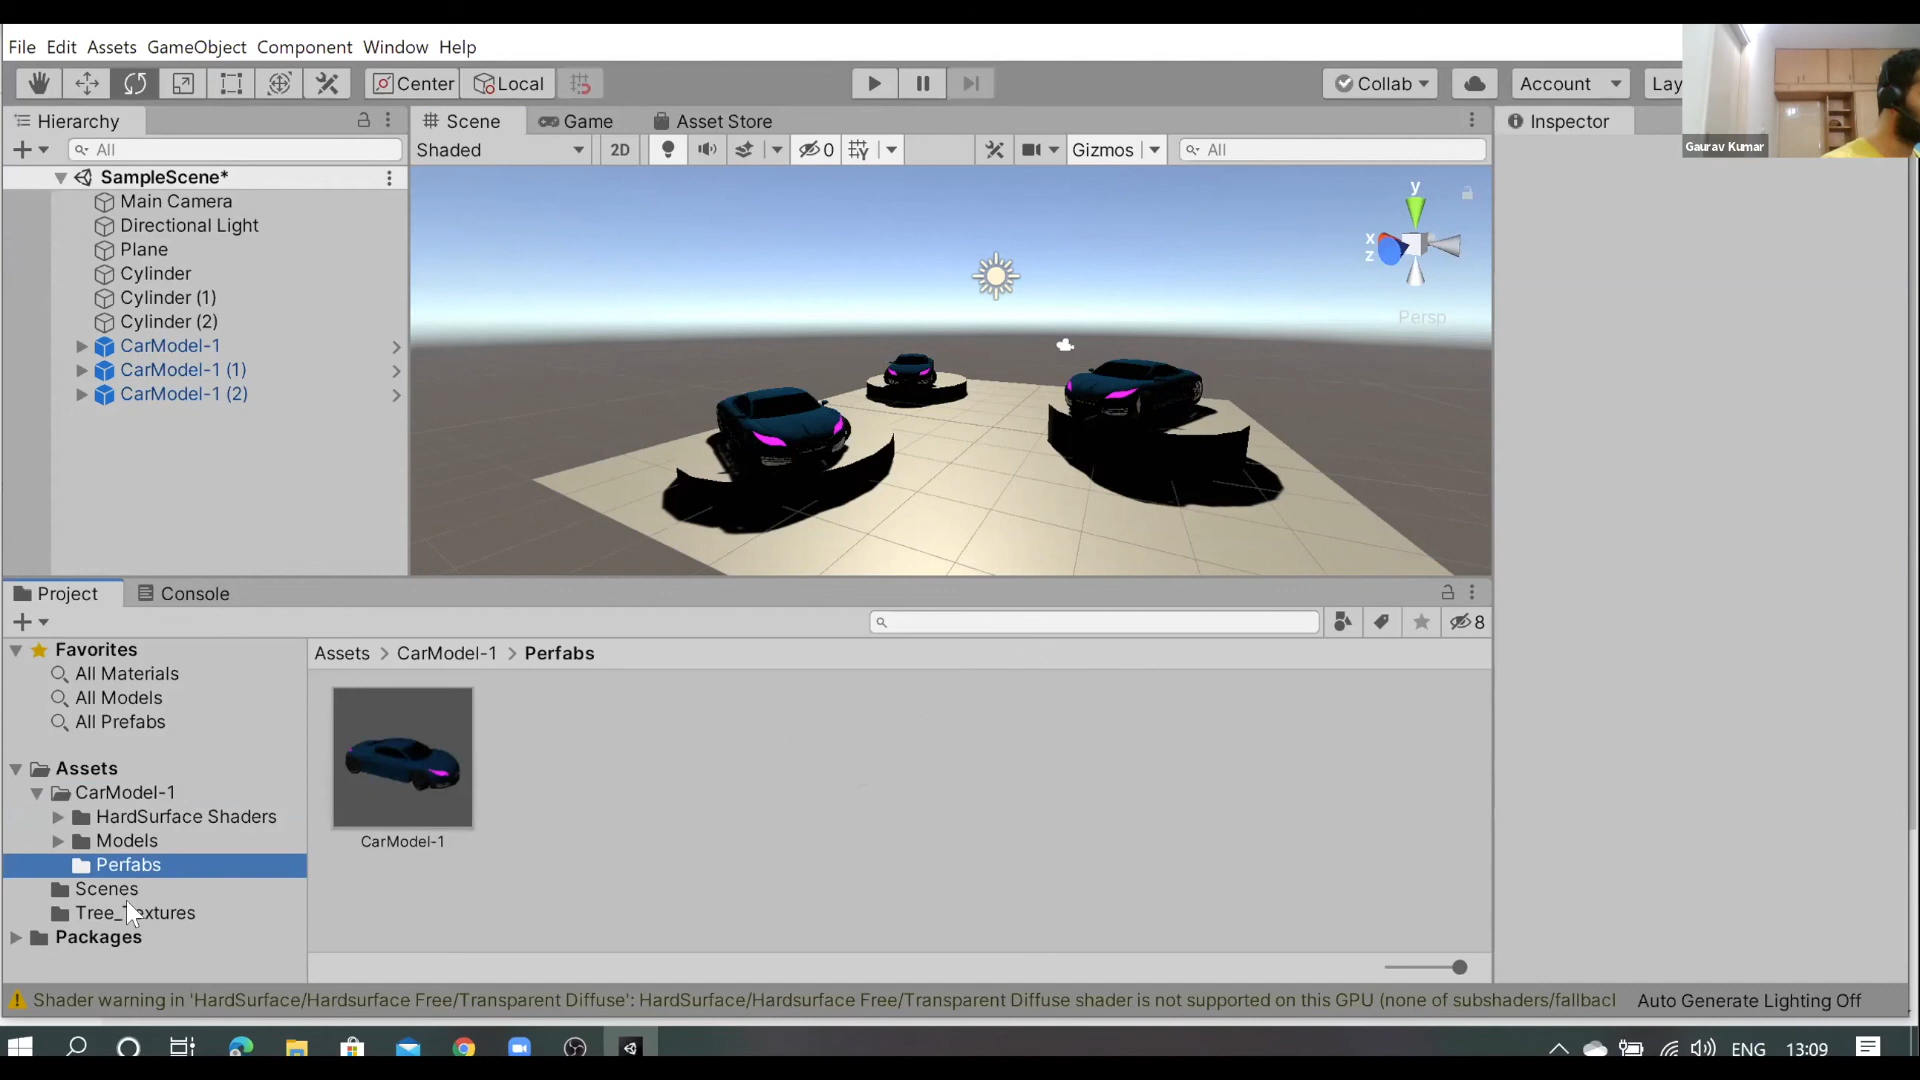 File Edit Assets GameObject Component Window Help
Center Local Collab Account Lay
Gaurav Kumar
Hierarchy
All
SampleScene*
Main Camera
Directional Light
Plane
Cylinder
Cylinder (1)
Cylinder (2)
CarModel-1
CarModel-1 (1)
CarModel-1 (2)
Scene Game Asset Store
Shaded 2D 0 Gizmos All
y
x
z
Persp
Inspector
Project Console
8
Favorites
All Materials
All Models
All Prefabs
Assets
CarModel-1
HardSurface Shaders
Models
Perfabs
Scenes
Tree_Textures
Packages
Assets > CarModel-1 > Perfabs
CarModel-1
Shader warning in 'HardSurface/Hardsurface Free/Transparent Diffuse': HardSurface/Hardsurface Free/Transparent Diffuse shader is not supported on this GPU (none of subshaders/fallbacl Auto Generate Lighting Off
ENG 13:09